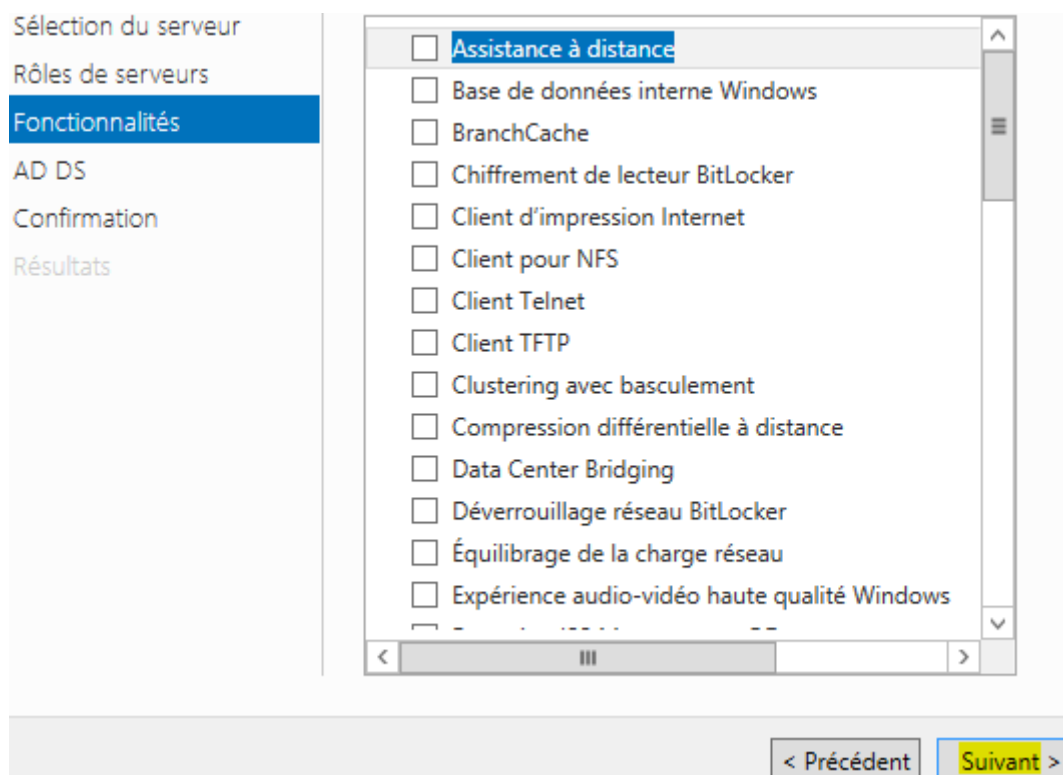 Sélection du serveur
Rôles de serveurs
Fonctionnalités
AD DS
Confirmation
Résultats
Assistance à distance
Base de données interne Windows
BranchCache
Chiffrement de lecteur BitLocker
Client d’impression Internet
Client pour NFS
Client Telnet
Client TFTP
Clustering avec basculement
Compression différentielle à distance
Data Center Bridging
Déverrouillage réseau BitLocker
Équilibrage de la charge réseau
Expérience audio-vidéo haute qualité Windows
< Précédent
Suivant >